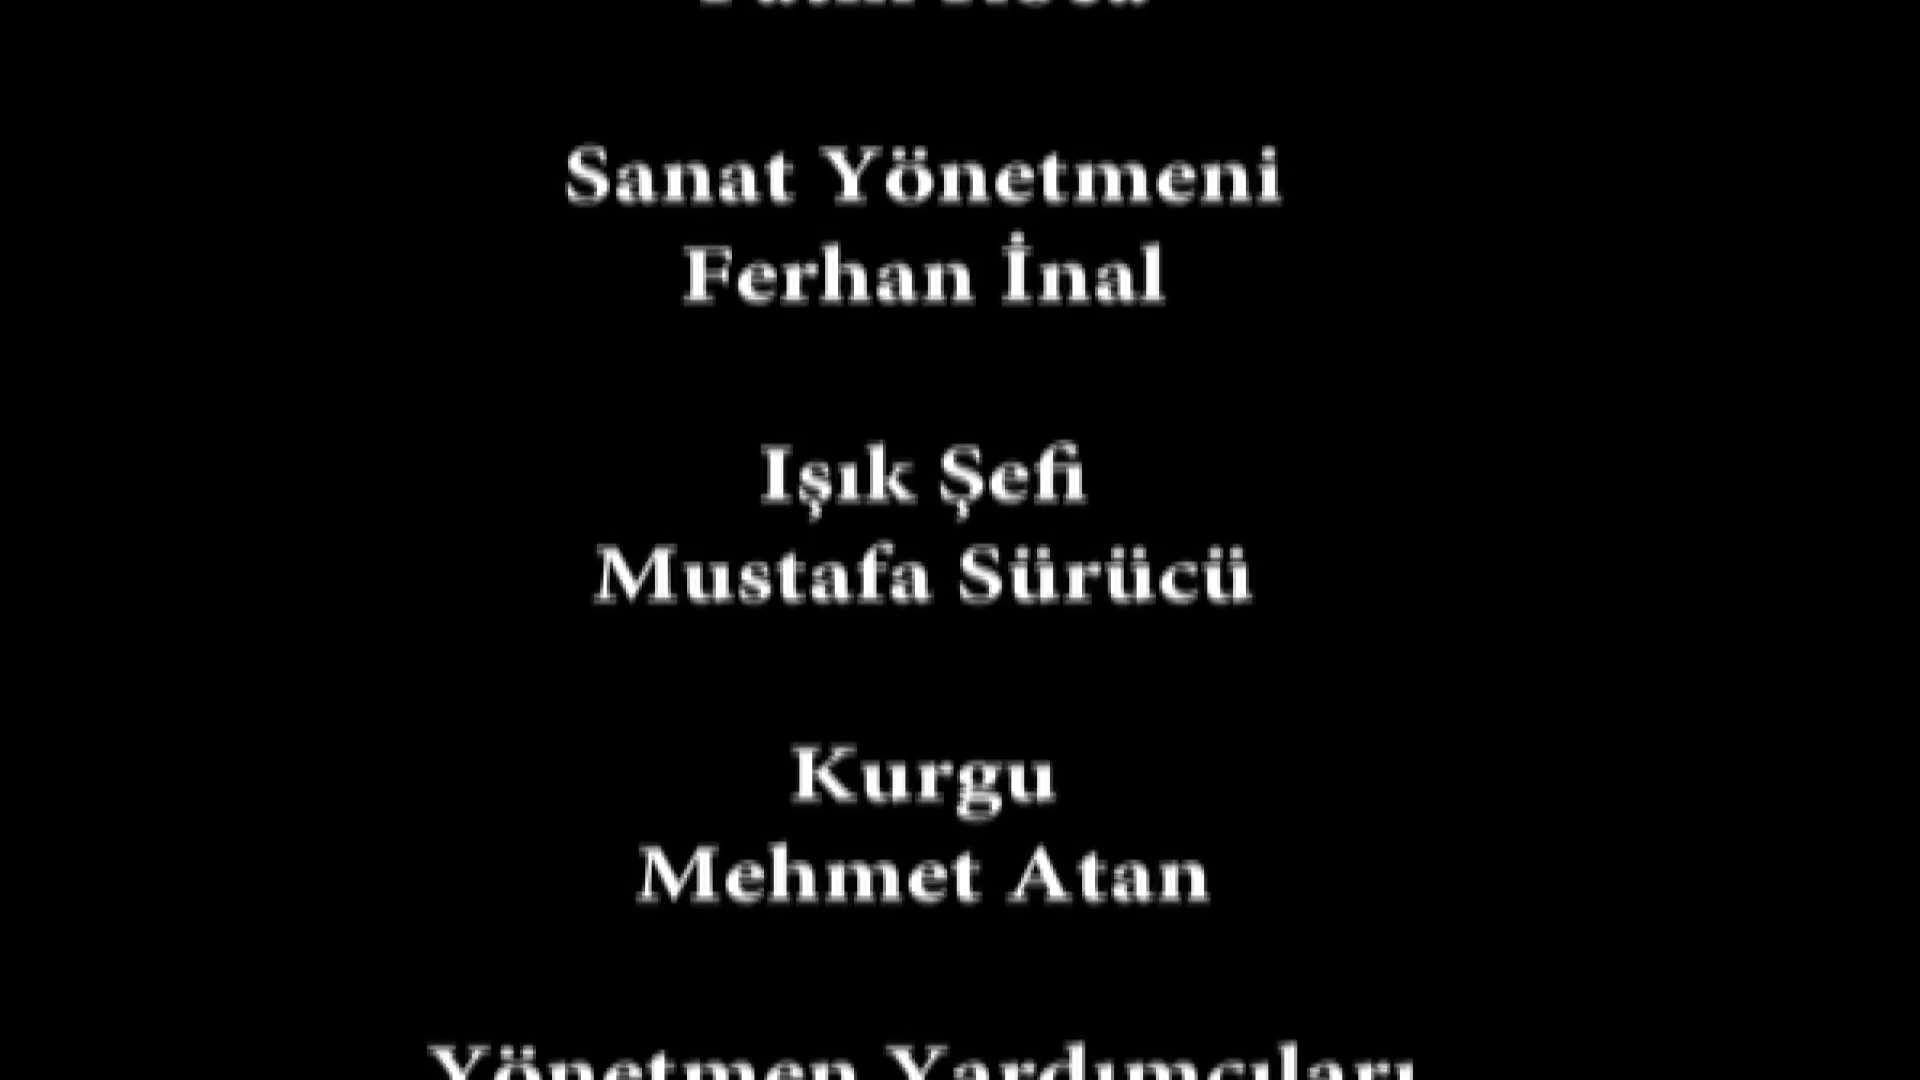 Sanat Yönetmeni
Ferhan İnal
Işık Şefi
Mustafa Sürücü
Kurgu
Mehmet Atan
Yönetmen Yardımcıları